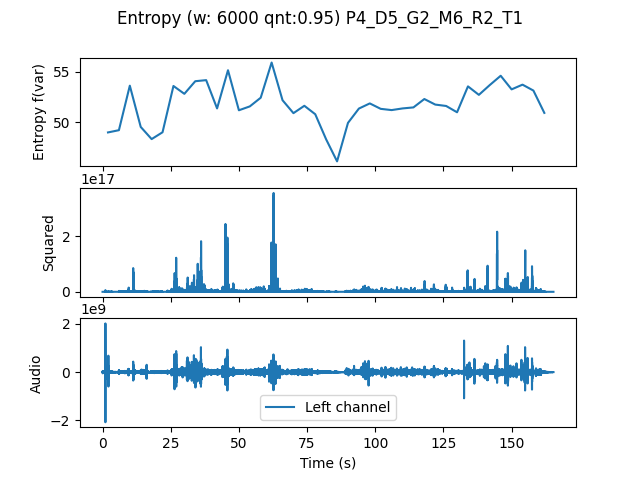 Entropy (w: 6000 qnt:0.95) P4_D5_G2_M6_R2_T1
Entropy f(var)
55
50
1e17
Squared
2
0
1e9
Audio
2
0
−2
Left channel
0 25 50 75 100 125 150
Time (s)